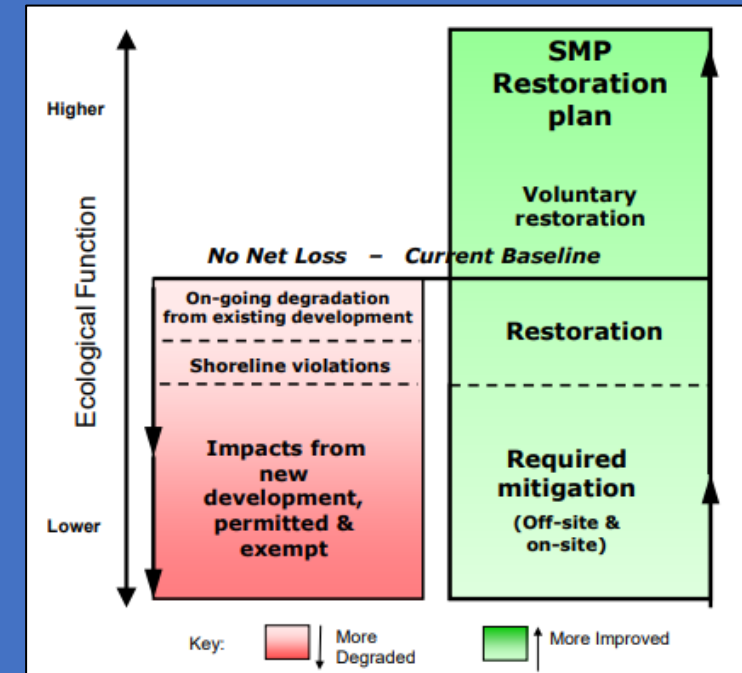 Ecological Function
Higher
Lower
SMP
Restoration
plan
Voluntary
restoration
No Net Loss – Current Baseline
On-going degradation
from existing development
Shoreline violations
Impacts from
new
development,
permitted &
exempt
Restoration
Required
mitigation
(Off-site &
on-site)
Key:
More
Degraded
More Improved